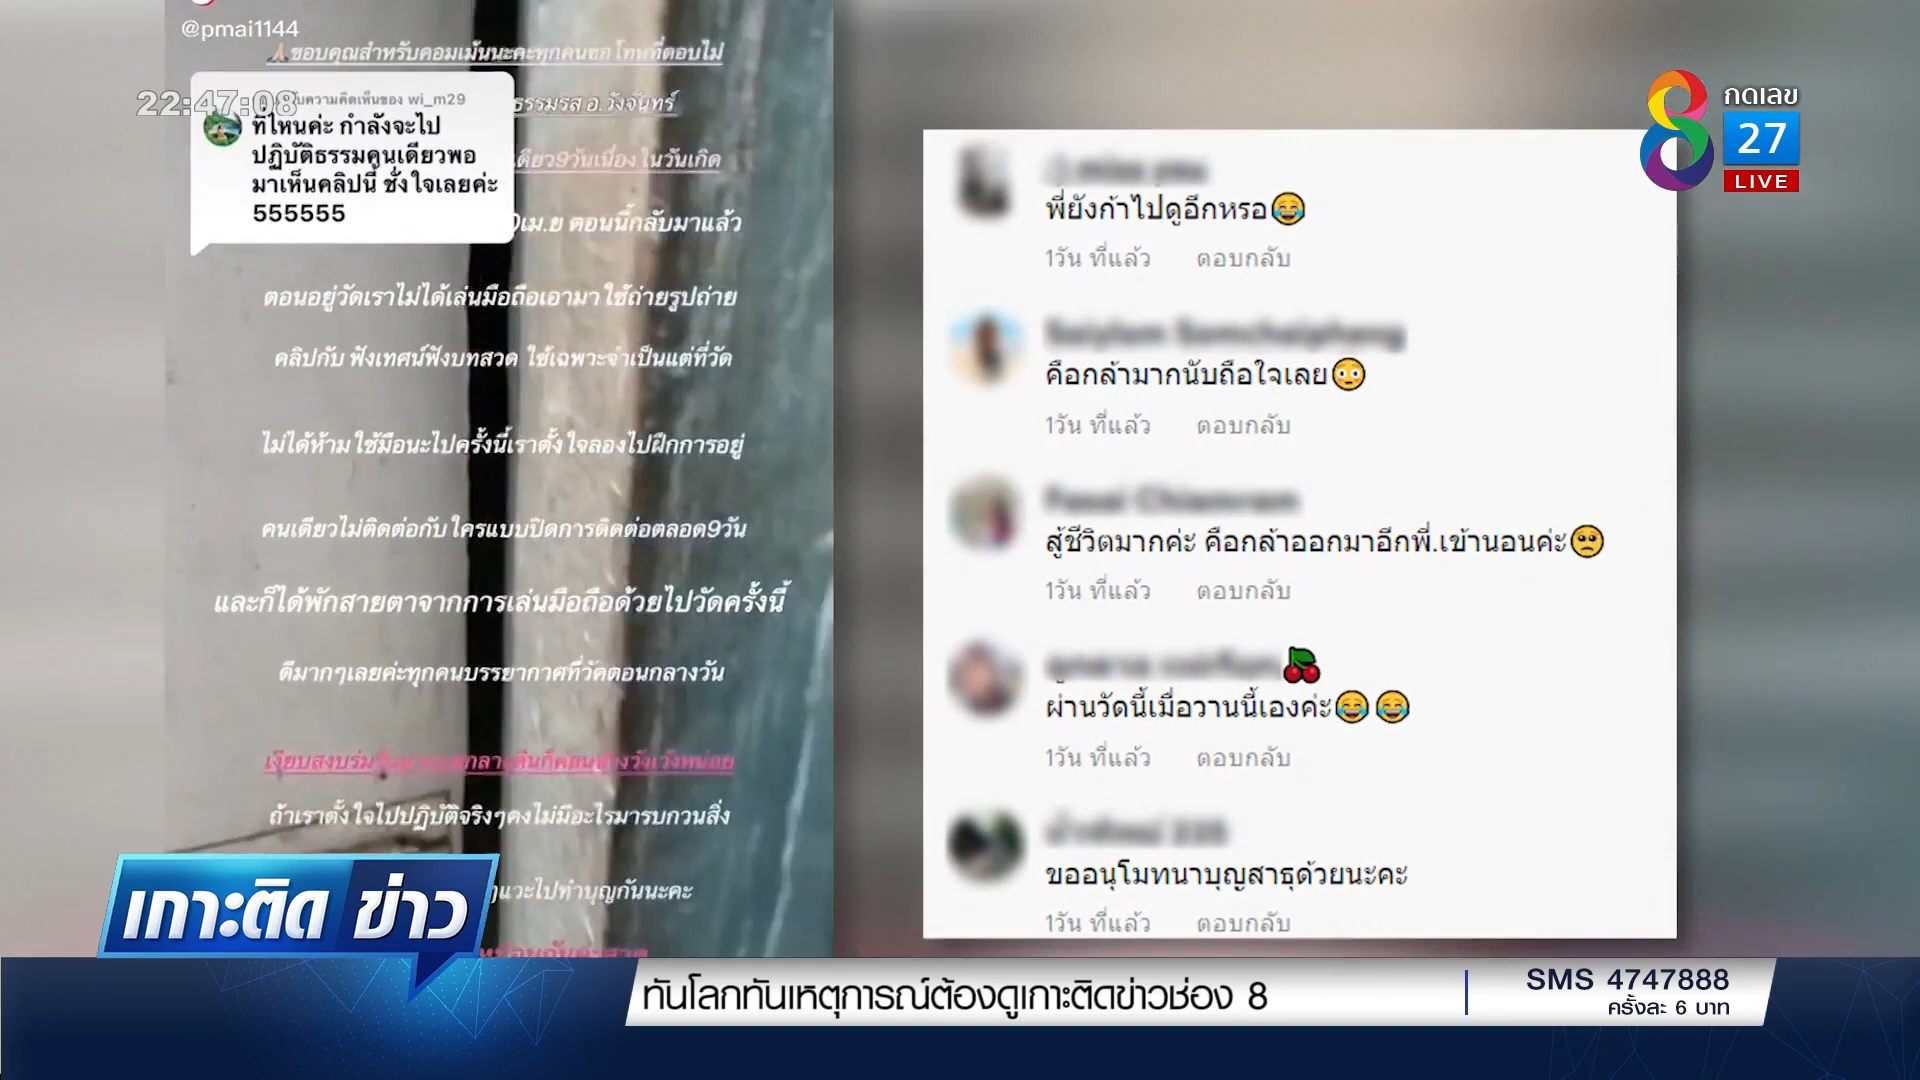 @pmai1144
🙏🏼ขอบคุณสำหรับคอมเม้นนะคะทุกคนขอโทษที่ตอบไม่
22:47:08
ความคิดเห็นของ wi_m29
ที่ไหนค่ะ กำลังจะไป
ปฏิบัติธรรมคนเดียวพอ
มาเห็นคลิปนี้ ชั่งใจเลยค่ะ
555555
ธรรมรส อ.วังจันทร์
เดียว9วันเนื่องในวันเกิด
เม.ย ตอนนี้กลับมาแล้ว
ตอนอยู่วัดเราไม่ได้เล่นมือถือเอามาใช้ถ่ายรูปถ่าย
คลิปกับ ฟังเทศน์ฟังบทสวด ใช้เฉพาะจำเป็นแต่ที่วัด
ไม่ได้ห้ามใช้มือนะไปครั้งนี้เราตั้งใจลองไปฝึกการอยู่
คนเดียวไม่ติดต่อกับใครแบบปิดการติดต่อตลอด9วัน
และก็ได้พักสายตาจากการเล่นมือถือด้วยไปวัดครั้งนี้
ดีมากๆเลยค่ะทุกคนบรรยากาศที่วัดตอนกลางวัน
เงียบสงบร่ม
ถ้าเราตั้งใจไปปฏิบัติจริงๆคงไม่มีอะไรมารบกวนสิ่ง
แวะไปทำบุญกันนะคะ
พี่ยังก้าไปดูอีกหรอ😂
1วัน ที่แล้ว ตอบกลับ
คือกล้ามากนับถือใจเลย😳
1วัน ที่แล้ว ตอบกลับ
สู้ชีวิตมากค่ะ คือกล้าออกมาอีกพี่.เข้านอนค่ะ🥺
1วัน ที่แล้ว ตอบกลับ
🍒
ผ่านวัดนี้เมื่อวานนี้เองค่ะ😂😂
1วัน ที่แล้ว ตอบกลับ
ขออนุโมทนาบุญสาธุด้วยนะคะ
1วัน ที่แล้ว ตอบกลับ
8
กดเลข
27
LIVE
เกาะติด ข่าว
ทันโลกทันเหตุการณ์ต้องดูเกาะติดข่าวช่อง 8
SMS 4747888
ครั้งละ 6 บาท